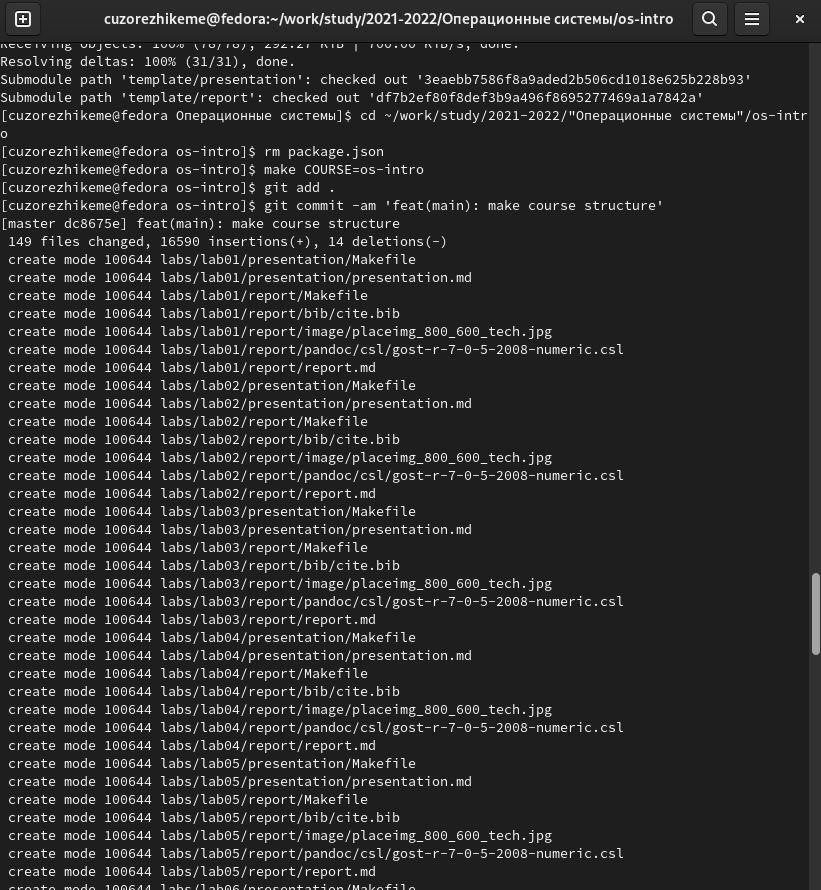 cuzorezhikeme@fedora:~/work/study/2021-2022/Операционные системы/os-intro
Receiving objects: 100% (78/78), 292.27 KiB | 700.00 KiB/s, done.
Resolving deltas: 100% (31/31), done.
Submodule path 'template/presentation': checked out '3eaebb7586f8a9aded2b506cd1018e625b228b93'
Submodule path 'template/report': checked out 'df7b2ef80f8def3b9a496f8695277469a1a7842a'
[cuzorezhikeme@fedora Операционные системы]$ cd ~/work/study/2021-2022/"Операционные системы"/os-intr
o
[cuzorezhikeme@fedora os-intro]$ rm package.json
[cuzorezhikeme@fedora os-intro]$ make COURSE=os-intro
[cuzorezhikeme@fedora os-intro]$ git add .
[cuzorezhikeme@fedora os-intro]$ git commit -am 'feat(main): make course structure'
[master dc8675e] feat(main): make course structure
 149 files changed, 16590 insertions(+), 14 deletions(-)
 create mode 100644 labs/lab01/presentation/Makefile
 create mode 100644 labs/lab01/presentation/presentation.md
 create mode 100644 labs/lab01/report/Makefile
 create mode 100644 labs/lab01/report/bib/cite.bib
 create mode 100644 labs/lab01/report/image/placeimg_800_600_tech.jpg
 create mode 100644 labs/lab01/report/pandoc/csl/gost-r-7-0-5-2008-numeric.csl
 create mode 100644 labs/lab01/report/report.md
 create mode 100644 labs/lab02/presentation/Makefile
 create mode 100644 labs/lab02/presentation/presentation.md
 create mode 100644 labs/lab02/report/Makefile
 create mode 100644 labs/lab02/report/bib/cite.bib
 create mode 100644 labs/lab02/report/image/placeimg_800_600_tech.jpg
 create mode 100644 labs/lab02/report/pandoc/csl/gost-r-7-0-5-2008-numeric.csl
 create mode 100644 labs/lab02/report/report.md
 create mode 100644 labs/lab03/presentation/Makefile
 create mode 100644 labs/lab03/presentation/presentation.md
 create mode 100644 labs/lab03/report/Makefile
 create mode 100644 labs/lab03/report/bib/cite.bib
 create mode 100644 labs/lab03/report/image/placeimg_800_600_tech.jpg
 create mode 100644 labs/lab03/report/pandoc/csl/gost-r-7-0-5-2008-numeric.csl
 create mode 100644 labs/lab03/report/report.md
 create mode 100644 labs/lab04/presentation/Makefile
 create mode 100644 labs/lab04/presentation/presentation.md
 create mode 100644 labs/lab04/report/Makefile
 create mode 100644 labs/lab04/report/bib/cite.bib
 create mode 100644 labs/lab04/report/image/placeimg_800_600_tech.jpg
 create mode 100644 labs/lab04/report/pandoc/csl/gost-r-7-0-5-2008-numeric.csl
 create mode 100644 labs/lab04/report/report.md
 create mode 100644 labs/lab05/presentation/Makefile
 create mode 100644 labs/lab05/presentation/presentation.md
 create mode 100644 labs/lab05/report/Makefile
 create mode 100644 labs/lab05/report/bib/cite.bib
 create mode 100644 labs/lab05/report/image/placeimg_800_600_tech.jpg
 create mode 100644 labs/lab05/report/pandoc/csl/gost-r-7-0-5-2008-numeric.csl
 create mode 100644 labs/lab05/report/report.md
 create mode 100644 labs/lab06/presentation/Makefile